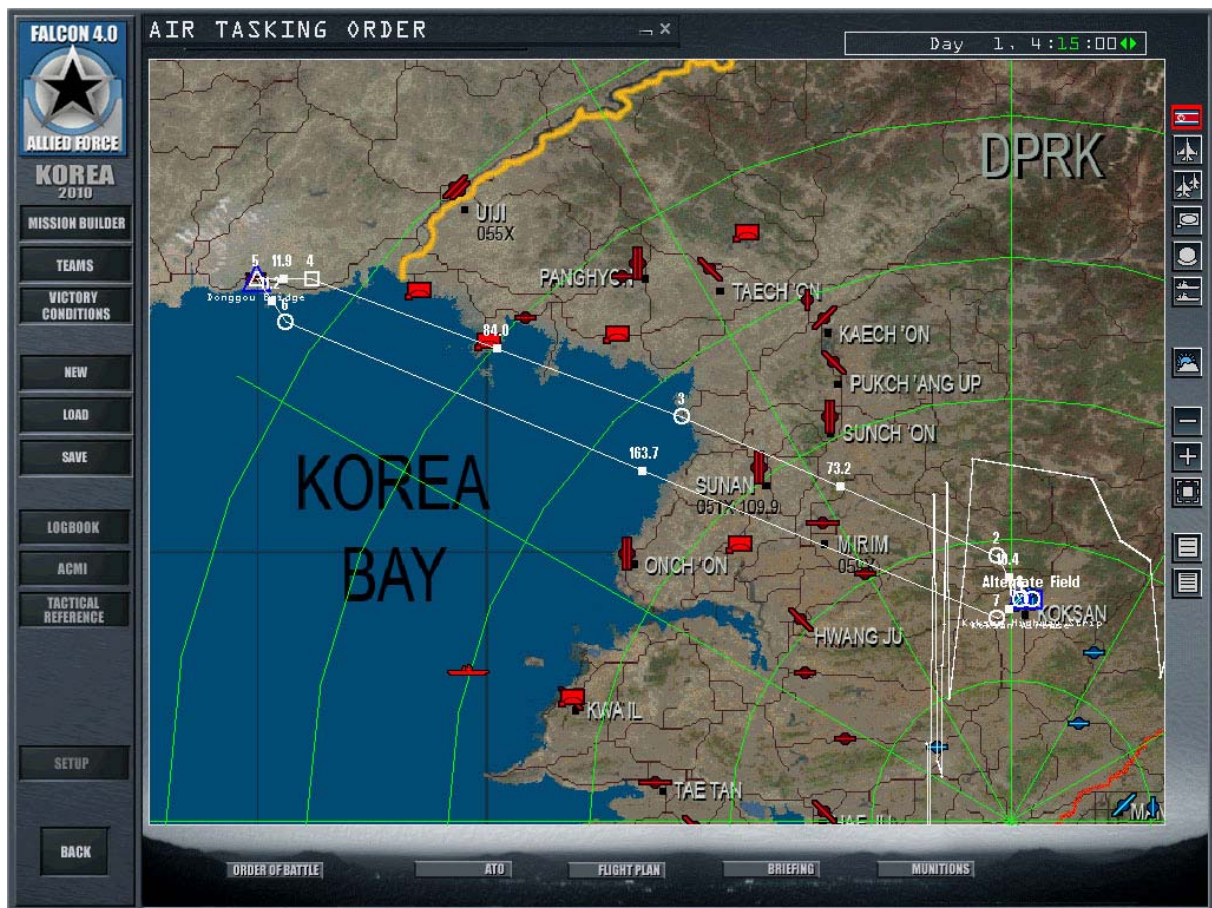 FALCON 4.0
ALLIED FORCE
KOREA
2010
MISSION BUILDER
TEAMS
VICTORY
CONDITIONS
NEW
LOAD
SAVE
LOGBOOK
ACMI
TACTICAL
REFERENCE
SETUP
BACK
AIR TASKING ORDER
Day 1, 4:15:00
DPRK
UIJI
055X
5 11.9 4
6
PANGHYON
TAECH 'ON
84.0
KAECH 'ON
PUKCH 'ANG UP
3
SUNCH 'ON
163.7
73.2
SUNAN
051X 109.9
KOREA
BAY
MIRIM
2
ONCH 'ON
Alternate Field
7
KOKSAN
HWANG JU
KWA IL
TAE TAN
HAE JU
MAN
ORDER OF BATTLE
ATO
FLIGHT PLAN
BRIEFING
MUNITIONS